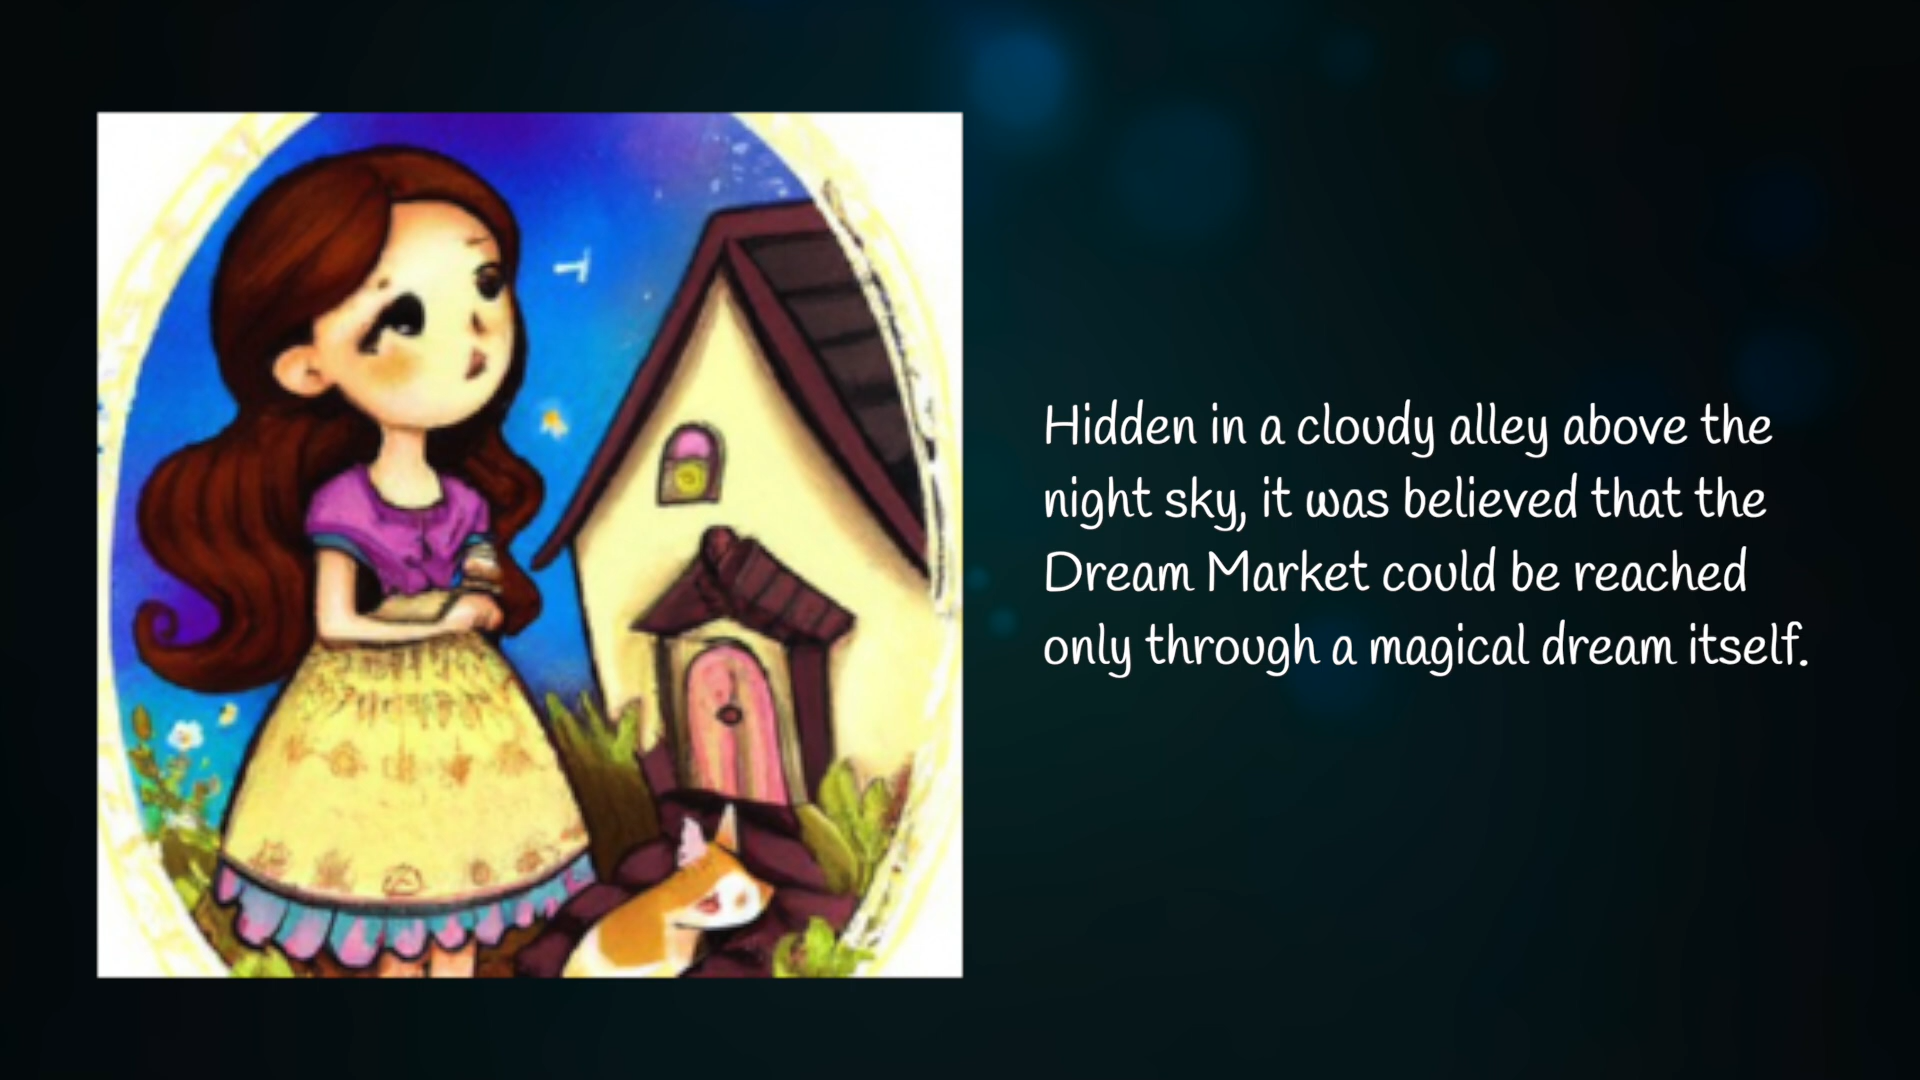 Hidden in a cloudy alley above the
night sky, it was believed that the
Dream Market could be reached
only through a magical dream itself.